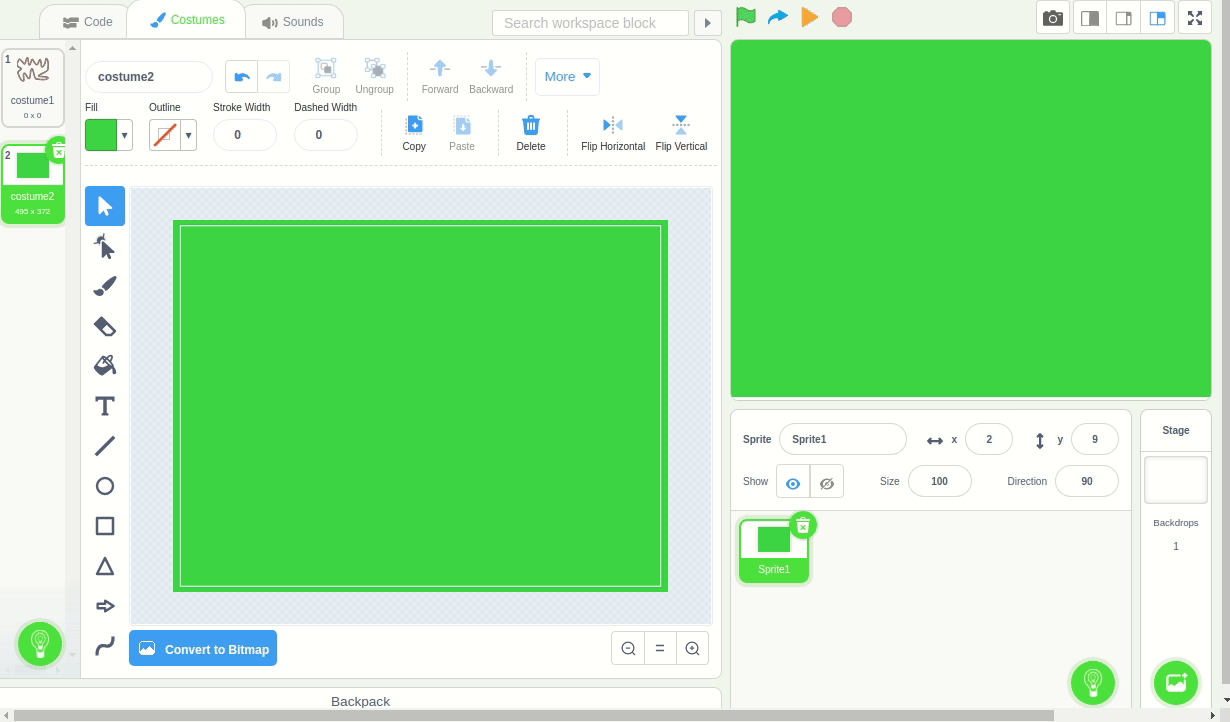 Code
Costumes
Sounds
Search workspace block
1
costume1
0 x 0
2
costume2
495 x 372
costume2
Group
Ungroup
Forward
Backward
More
Fill
Outline
Stroke Width
Dashed Width
0
0
Copy
Paste
Delete
Flip Horizontal
Flip Vertical
Convert to Bitmap
Backpack
Sprite
Sprite1
x
2
y
9
Show
Size
100
Direction
90
Sprite1
Stage
Backdrops
1